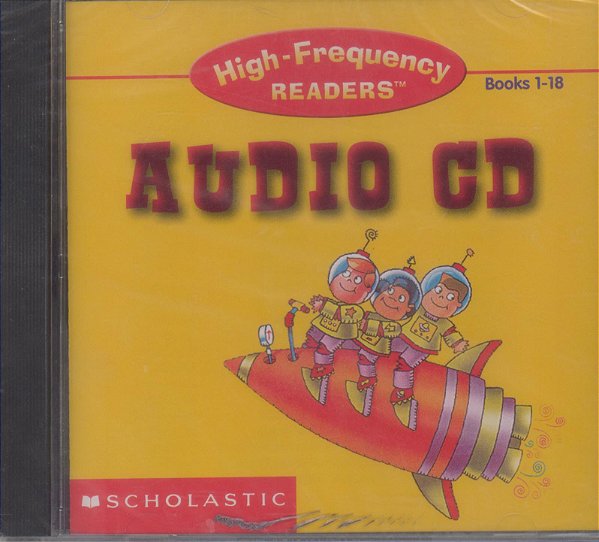 High-Frequency
READERS™
Books 1-18
AUDIO CD
SCHOLASTIC